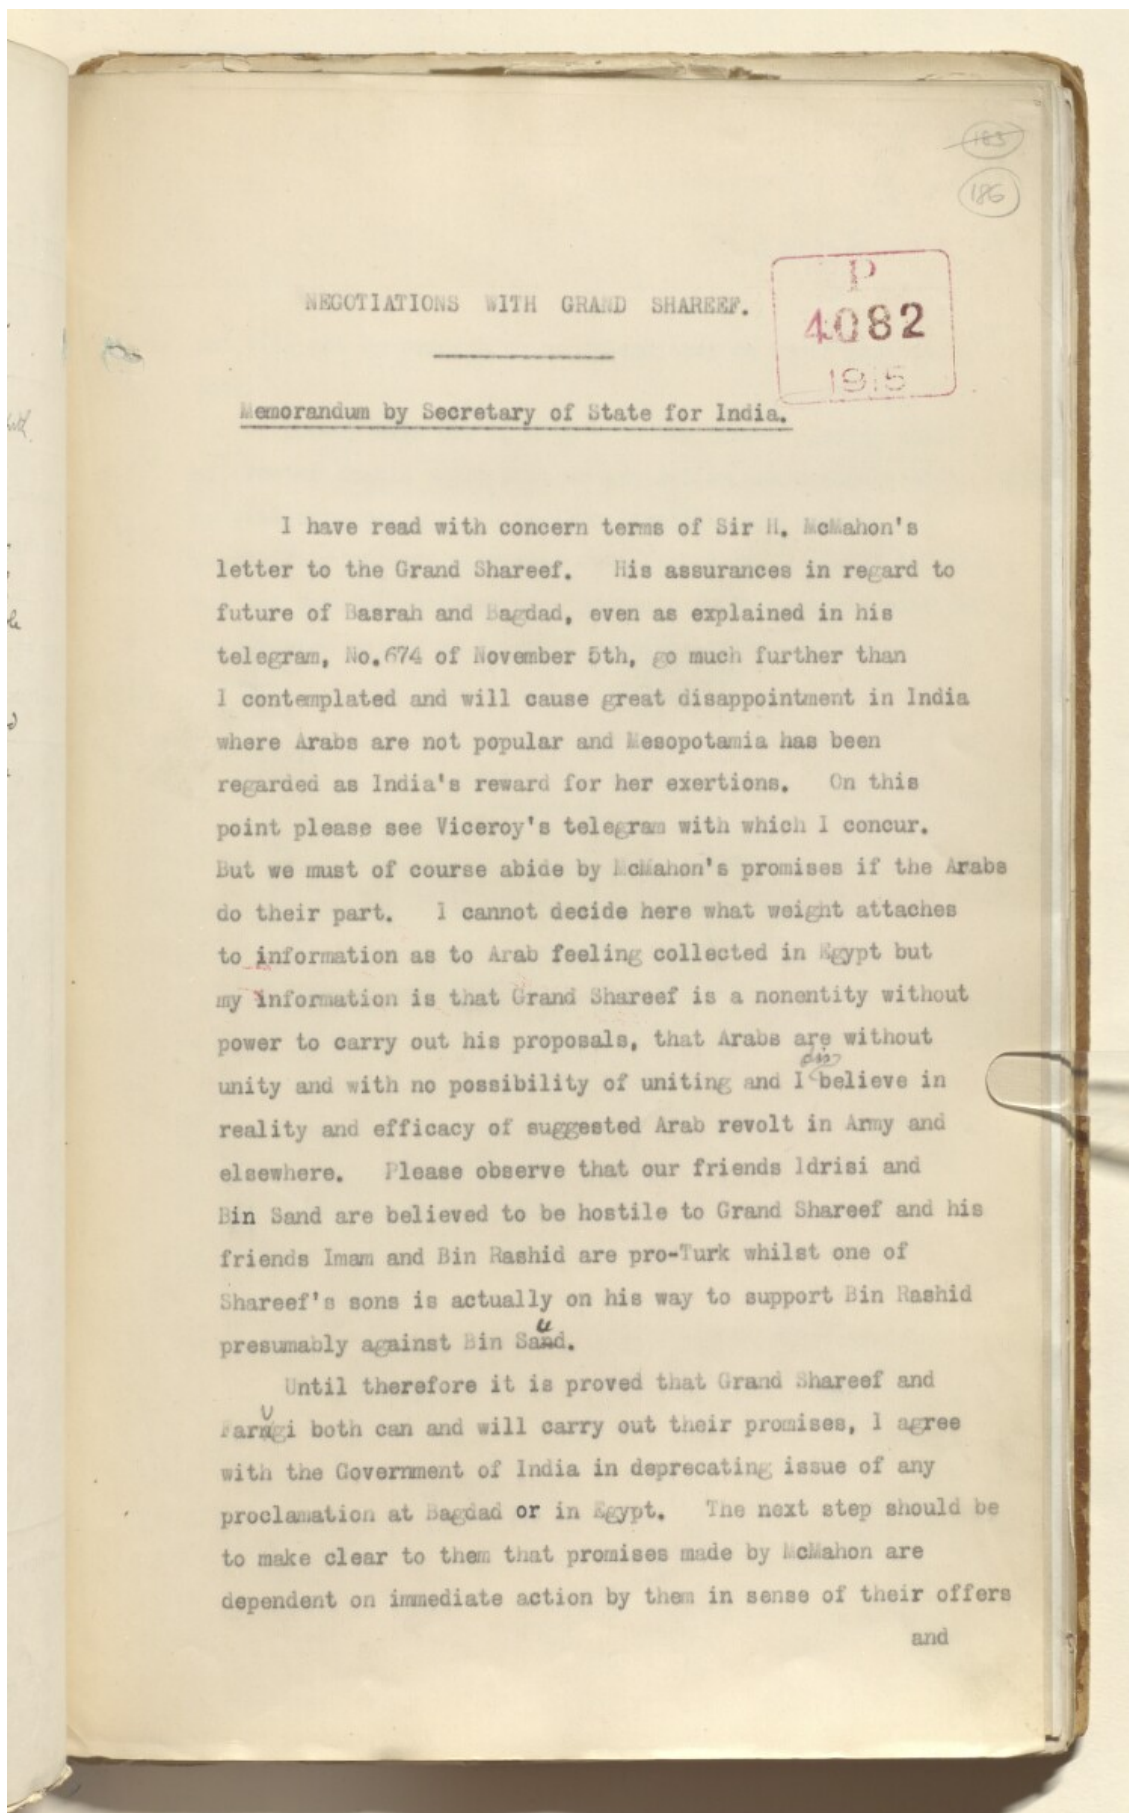 183
186
P
4082
1915
NEGOTIATIONS WITH GRAND SHAREEF.
Memorandum by Secretary of State for India.
I have read with concern terms of Sir H. McMahon's
letter to the Grand Shareef. His assurances in regard to
future of Basrah and Bagdad, even as explained in his
telegram, No.674 of November 5th, go much further than
I contemplated and will cause great disappointment in India
where Arabs are not popular and Mesopotamia has been
regarded as India's reward for her exertions. On this
point please see Viceroy's telegram with which I concur.
But we must of course abide by McMahon's promises if the Arabs
do their part. I cannot decide here what weight attaches
to information as to Arab feeling collected in Egypt but
my information is that Grand Shareef is a nonentity without
power to carry out his proposals, that Arabs are without
unity and with no possibility of uniting and I disbelieve in
reality and efficacy of suggested Arab revolt in Army and
elsewhere. Please observe that our friends Idrisi and
Bin Sand are believed to be hostile to Grand Shareef and his
friends Imam and Bin Rashid are pro-Turk whilst one of
Shareef's sons is actually on his way to support Bin Rashid
presumably against Bin Saud.
Until therefore it is proved that Grand Shareef and
Farugi both can and will carry out their promises, I agree
with the Government of India in deprecating issue of any
proclamation at Bagdad or in Egypt. The next step should be
to make clear to them that promises made by McMahon are
dependent on immediate action by them in sense of their offers
and